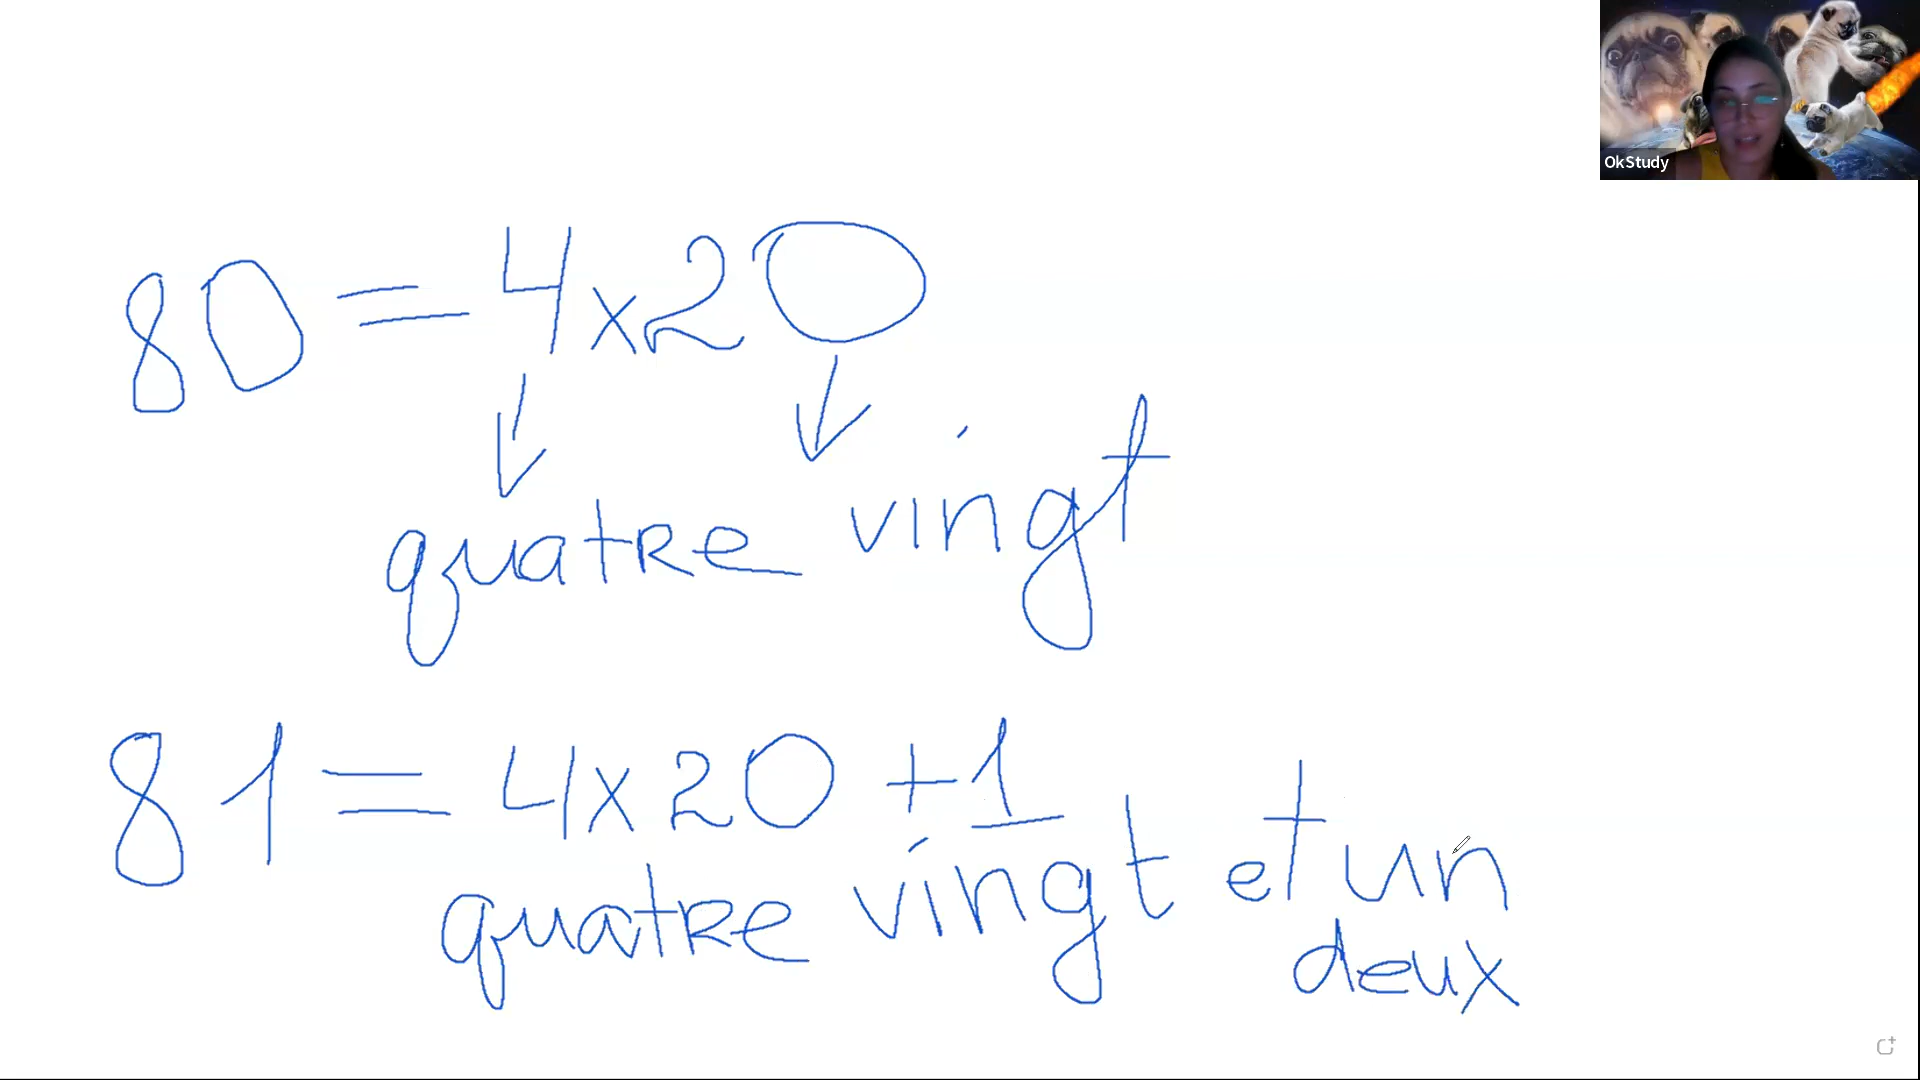 OkStudy
80 = 4x20
quatre vingt
81 = 4x20 +1
quatre vingt et un
deux